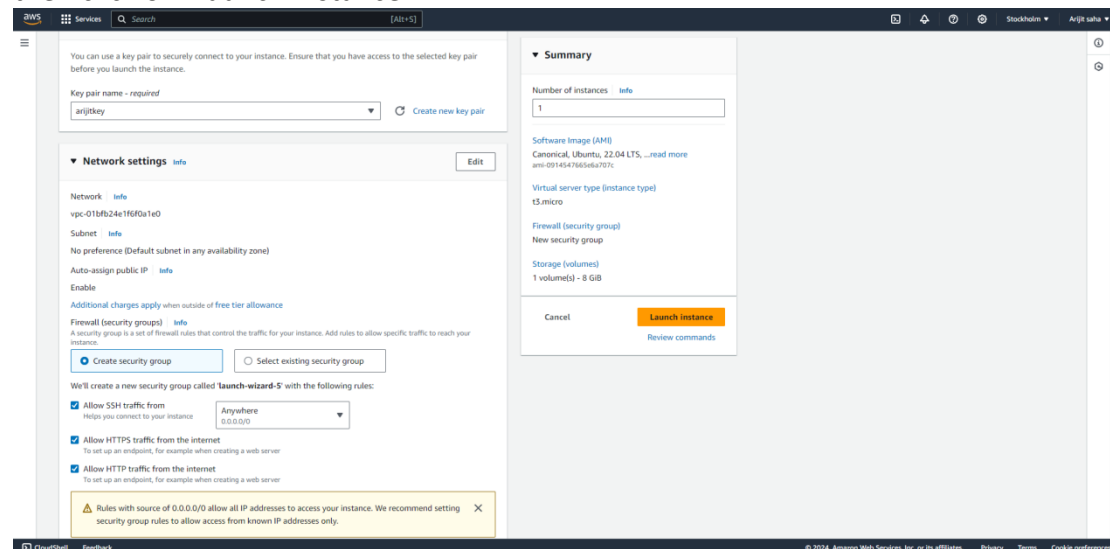 aws
Services
Search
[Alt+S]
Stockholm
Arijit saha
You can use a key pair to securely connect to your instance. Ensure that you have access to the selected key pair
before you launch the instance.
Key pair name - required
arijitkey
Create new key pair
Network settings Info
Edit
Network Info
vpc-01bfb24e1f6f0a1e0
Subnet Info
No preference (Default subnet in any availability zone)
Auto-assign public IP Info
Enable
Additional charges apply when outside of free tier allowance
Firewall (security groups) Info
A security group is a set of firewall rules that control the traffic for your instance. Add rules to allow specific traffic to reach your
instance.
Create security group
Select existing security group
We'll create a new security group called 'launch-wizard-5' with the following rules:
Allow SSH traffic from
Helps you connect to your instance
Anywhere
0.0.0.0/0
Allow HTTPS traffic from the internet
To set up an endpoint, for example when creating a web server
Allow HTTP traffic from the internet
To set up an endpoint, for example when creating a web server
Rules with source of 0.0.0.0/0 allow all IP addresses to access your instance. We recommend setting
security group rules to allow access from known IP addresses only.
Summary
Number of instances Info
1
Software Image (AMI)
Canonical, Ubuntu, 22.04 LTS, ...read more
ami-0914547665e6a707c
Virtual server type (instance type)
t3.micro
Firewall (security group)
New security group
Storage (volumes)
1 volume(s) - 8 GiB
Cancel
Launch instance
Review commands
CloudShell Feedback
© 2024, Amazon Web Services, Inc. or its affiliates. Privacy Terms Cookie preferences